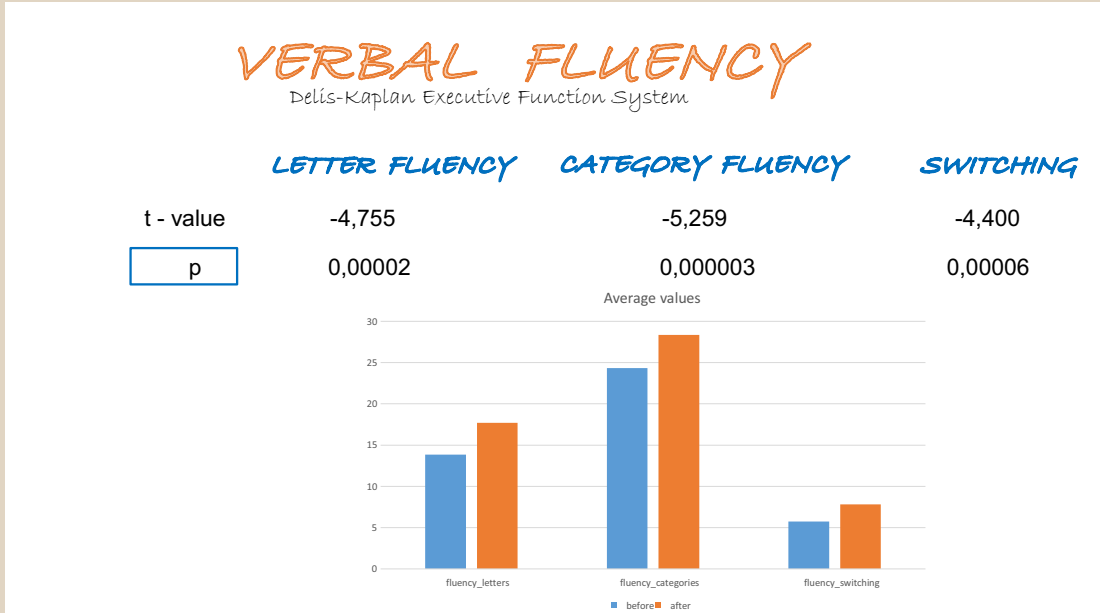 VERBAL FLUENCY
Delis-Kaplan Executive Function System
LETTER FLUENCY CATEGORY FLUENCY SWITCHING
t - value -4,755 -5,259 -4,400
p 0,00002 0,000003 0,00006
Average values
30
25
20
15
10
5
0
fluency_letters fluency_categories fluency_switching
before after